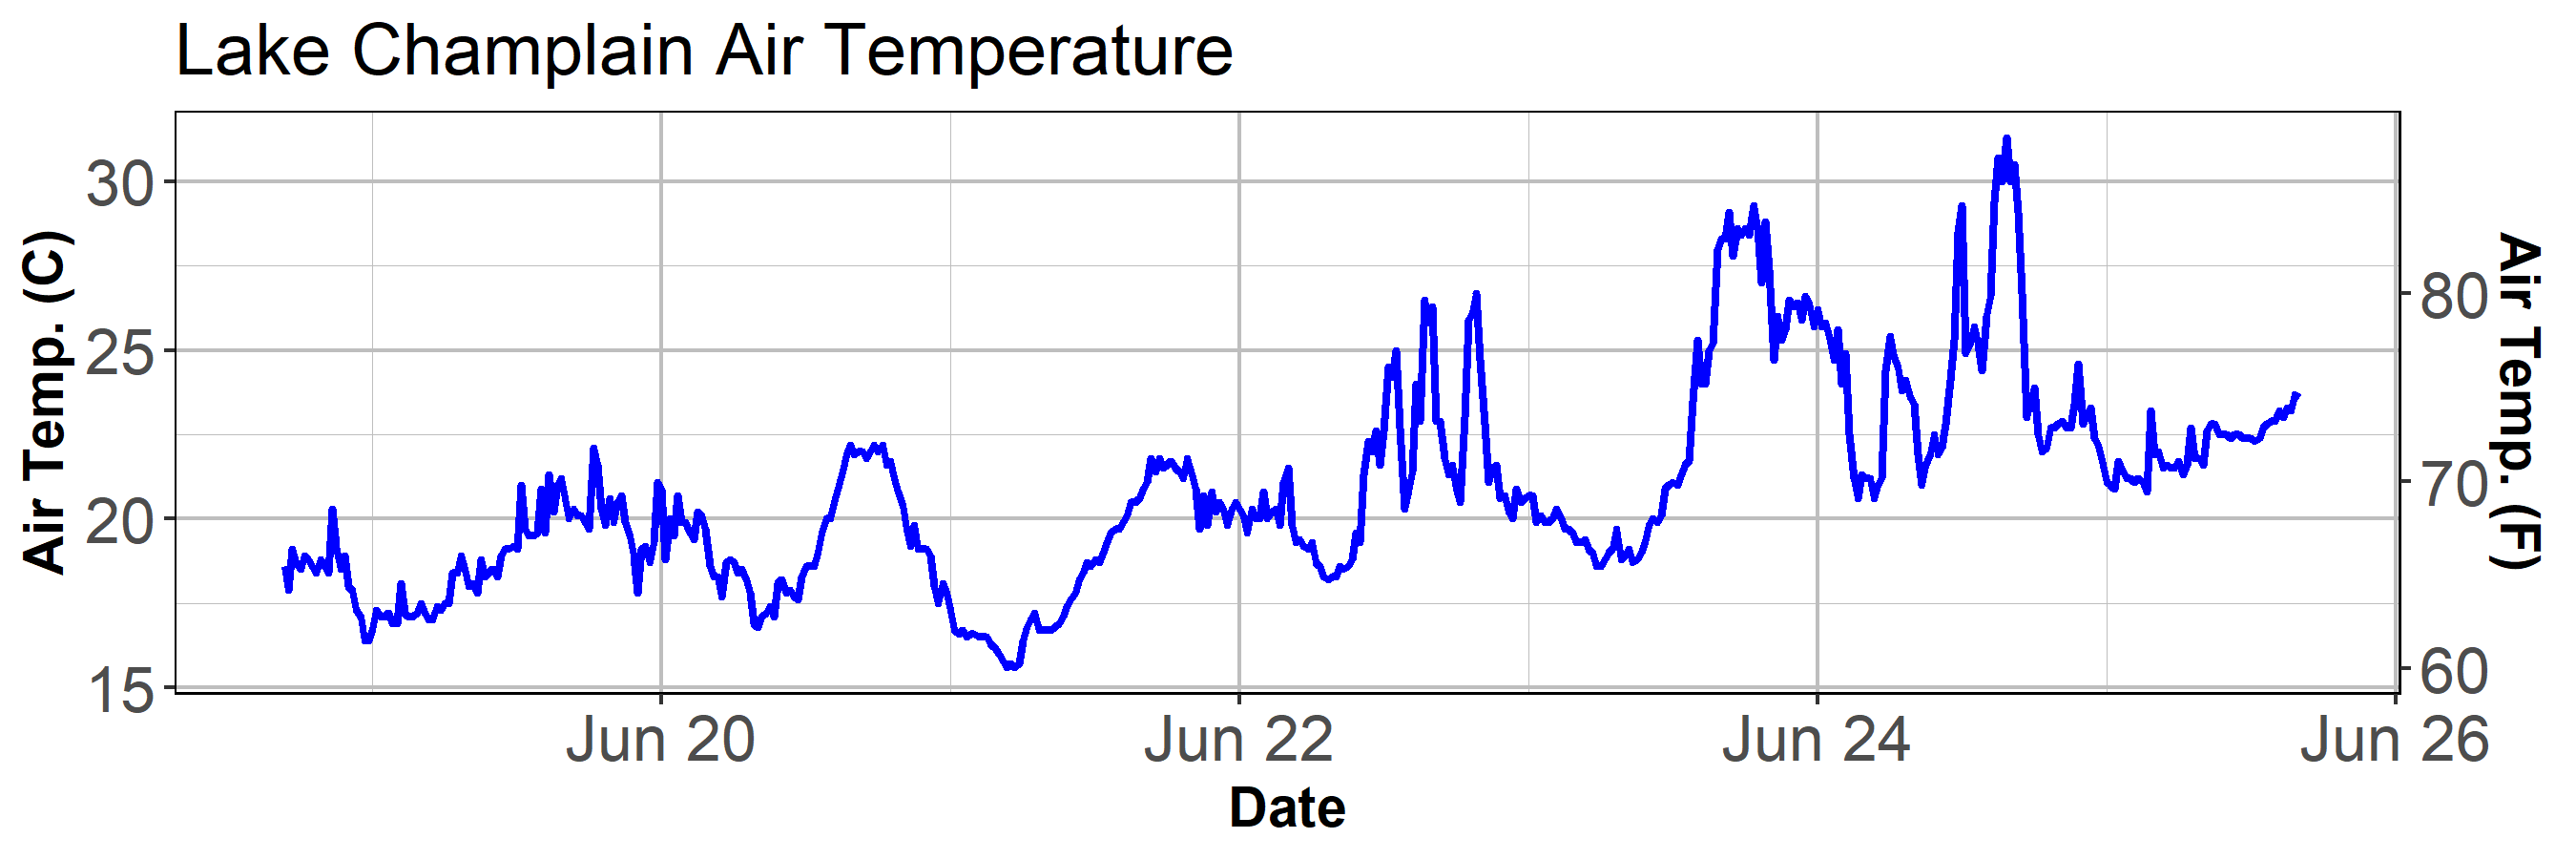 Lake Champlain Air Temperature
Air Temp. (C)
30
25
20
15
80
70
60
Air Temp. (F)
Jun 20
Jun 22
Jun 24
Jun 26
Date